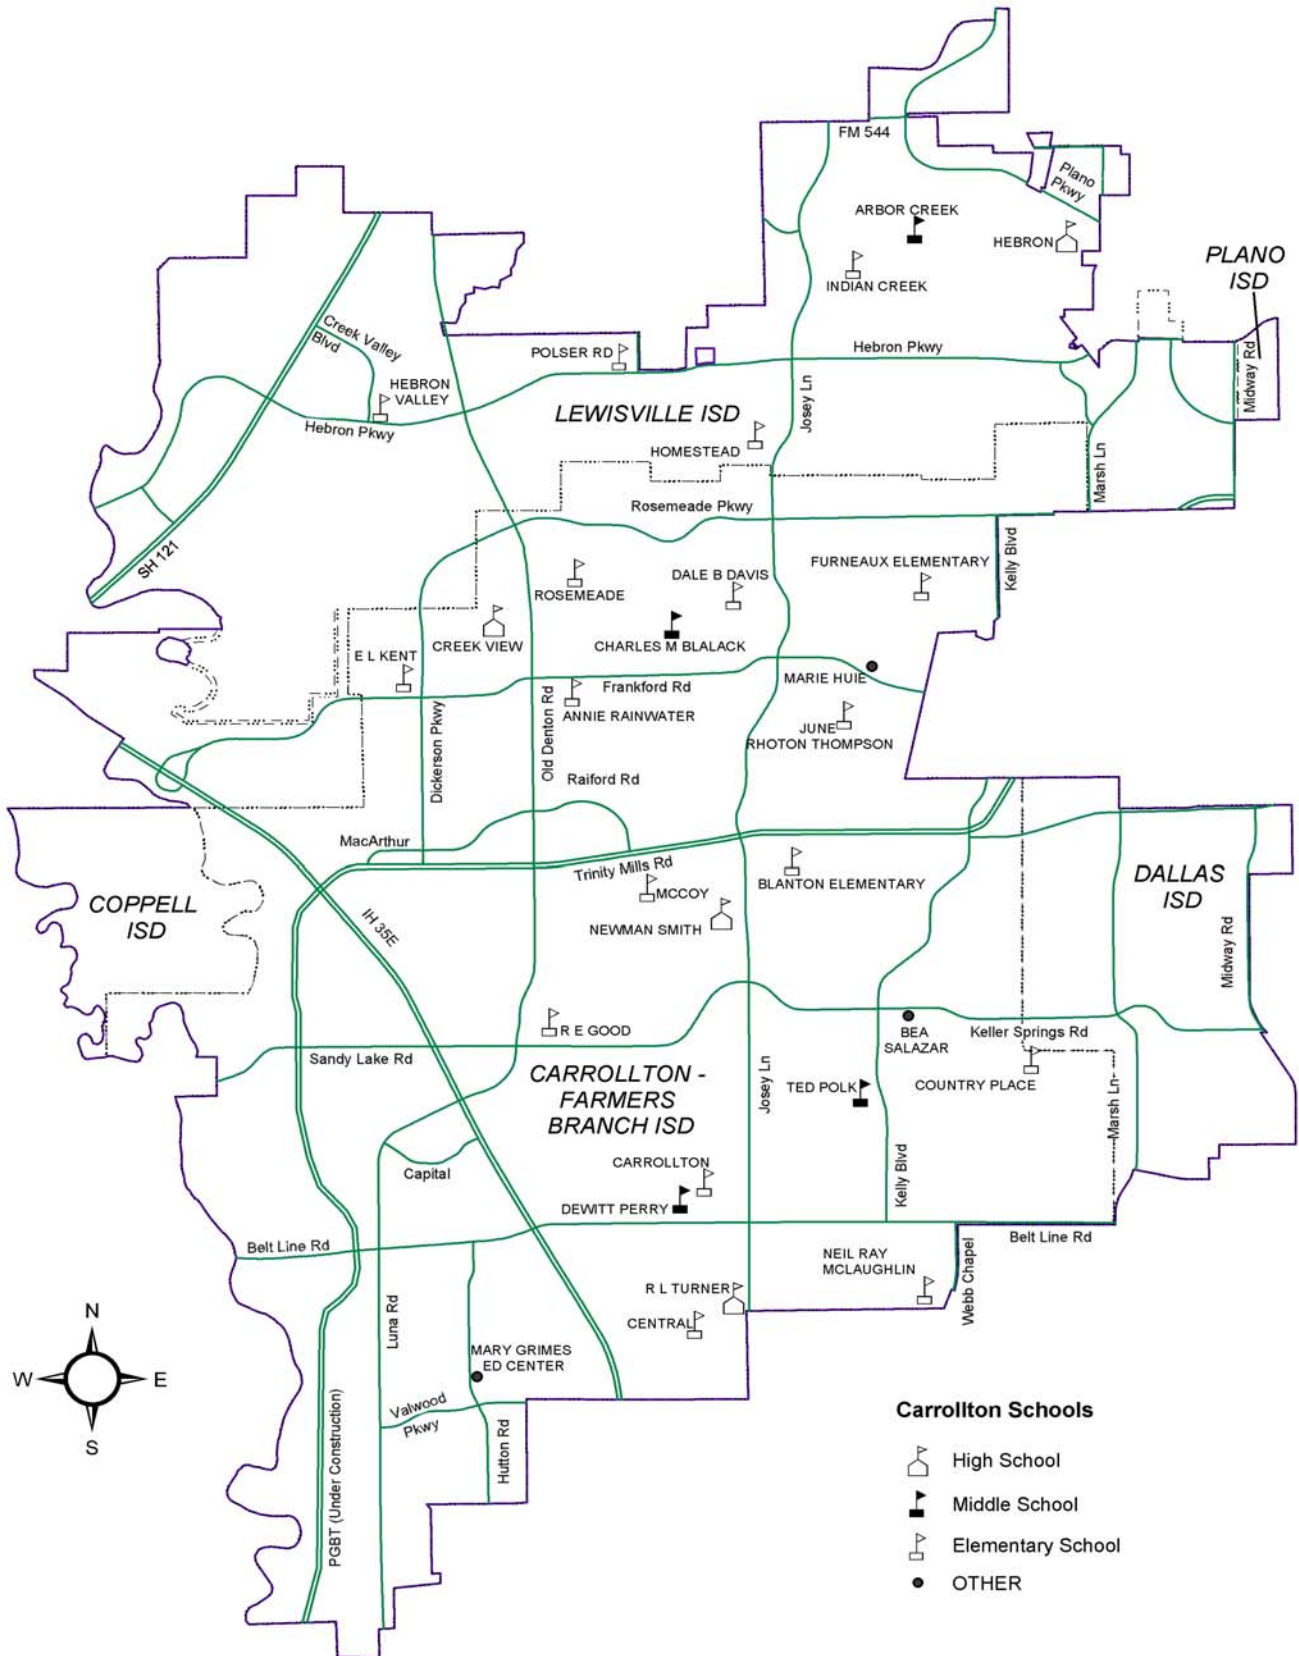 FM 544
Plano
Pkwy
ARBOR CREEK
HEBRON
INDIAN CREEK
PLANO
ISD
Creek Valley
Blvd
POLSER RD
Hebron Pkwy
Midway Rd
HEBRON
VALLEY
Hebron Pkwy
LEWISVILLE ISD
Josey Ln
HOMESTEAD
Marsh Ln
Rosemeade Pkwy
SH 121
Kelly Blvd
FURNEAUX ELEMENTARY
DALE B DAVIS
ROSEMEADE
CREEK VIEW
CHARLES M BLALACK
E L KENT
MARIE HUIE
Frankford Rd
ANNIE RAINWATER
JUNE
RHOTON THOMPSON
Dickerson Pkwy
Old Denton Rd
Raiford Rd
MacArthur
Trinity Mills Rd
BLANTON ELEMENTARY
MCCOY
DALLAS
ISD
COPPELL
ISD
IH 35E
NEWMAN SMITH
Midway Rd
R E GOOD
BEA
SALAZAR
Keller Springs Rd
Sandy Lake Rd
CARROLLTON -
FARMERS
BRANCH ISD
Josey Ln
TED POLK
COUNTRY PLACE
Marsh Ln
Capital
CARROLLTON
DEWITT PERRY
Kelly Blvd
Belt Line Rd
Belt Line Rd
NEIL RAY
MCLAUGHLIN
Webb Chapel
R L TURNER
CENTRAL
Luna Rd
N
W
E
S
MARY GRIMES
ED CENTER
Valwood
Pkwy
Hutton Rd
PGBT (Under Construction)
Carrollton Schools
High School
Middle School
Elementary School
OTHER